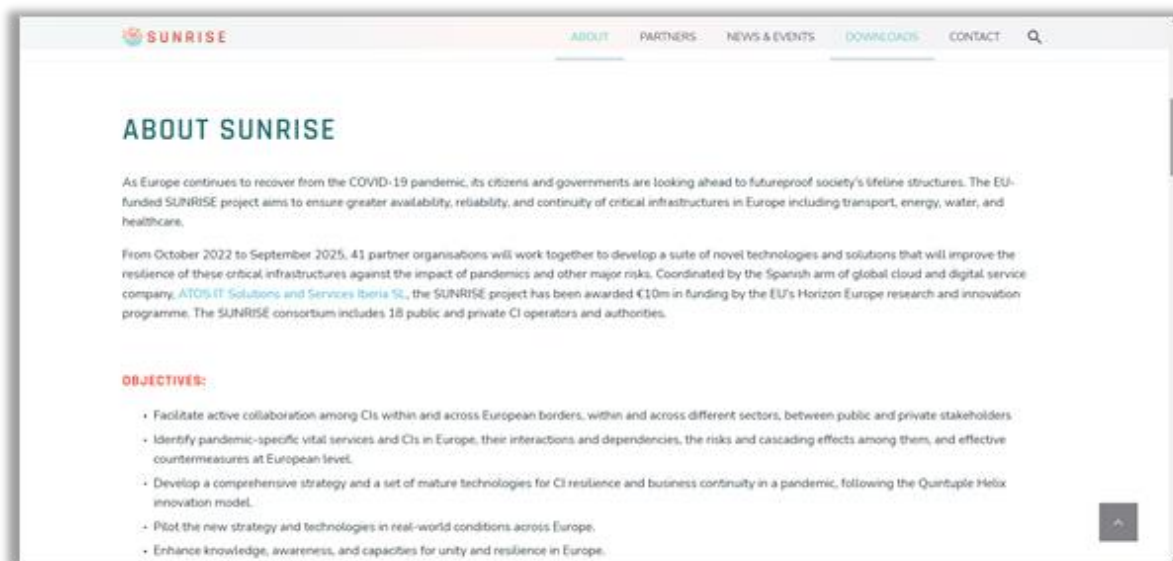 SUNRISE
ABOUT PARTNERS NEWS & EVENTS DOWNLOADS CONTACT
ABOUT SUNRISE
As Europe continues to recover from the COVID-19 pandemic, its citizens and governments are looking ahead to futureproof society's lifeline structures. The EU-
funded SUNRISE project aims to ensure greater availability, reliability, and continuity of critical infrastructures in Europe including transport, energy, water, and
healthcare.
From October 2022 to September 2025, 41 partner organisations will work together to develop a suite of novel technologies and solutions that will improve the
resilience of these critical infrastructures against the impact of pandemics and other major risks. Coordinated by the Spanish arm of global cloud and digital service
company, ATOS IT Solutions and Services Iberia SL, the SUNRISE project has been awarded €10m in funding by the EU's Horizon Europe research and innovation
programme. The SUNRISE consortium includes 18 public and private CI operators and authorities.
OBJECTIVES:
• Facilitate active collaboration among CIs within and across European borders, within and across different sectors, between public and private stakeholders
• Identify pandemic-specific vital services and CIs in Europe, their interactions and dependencies, the risks and cascading effects among them, and effective
countermeasures at European level.
• Develop a comprehensive strategy and a set of mature technologies for CI resilience and business continuity in a pandemic, following the Quintuple Helix
innovation model.
• Pilot the new strategy and technologies in real-world conditions across Europe.
• Enhance knowledge, awareness, and capacities for unity and resilience in Europe.